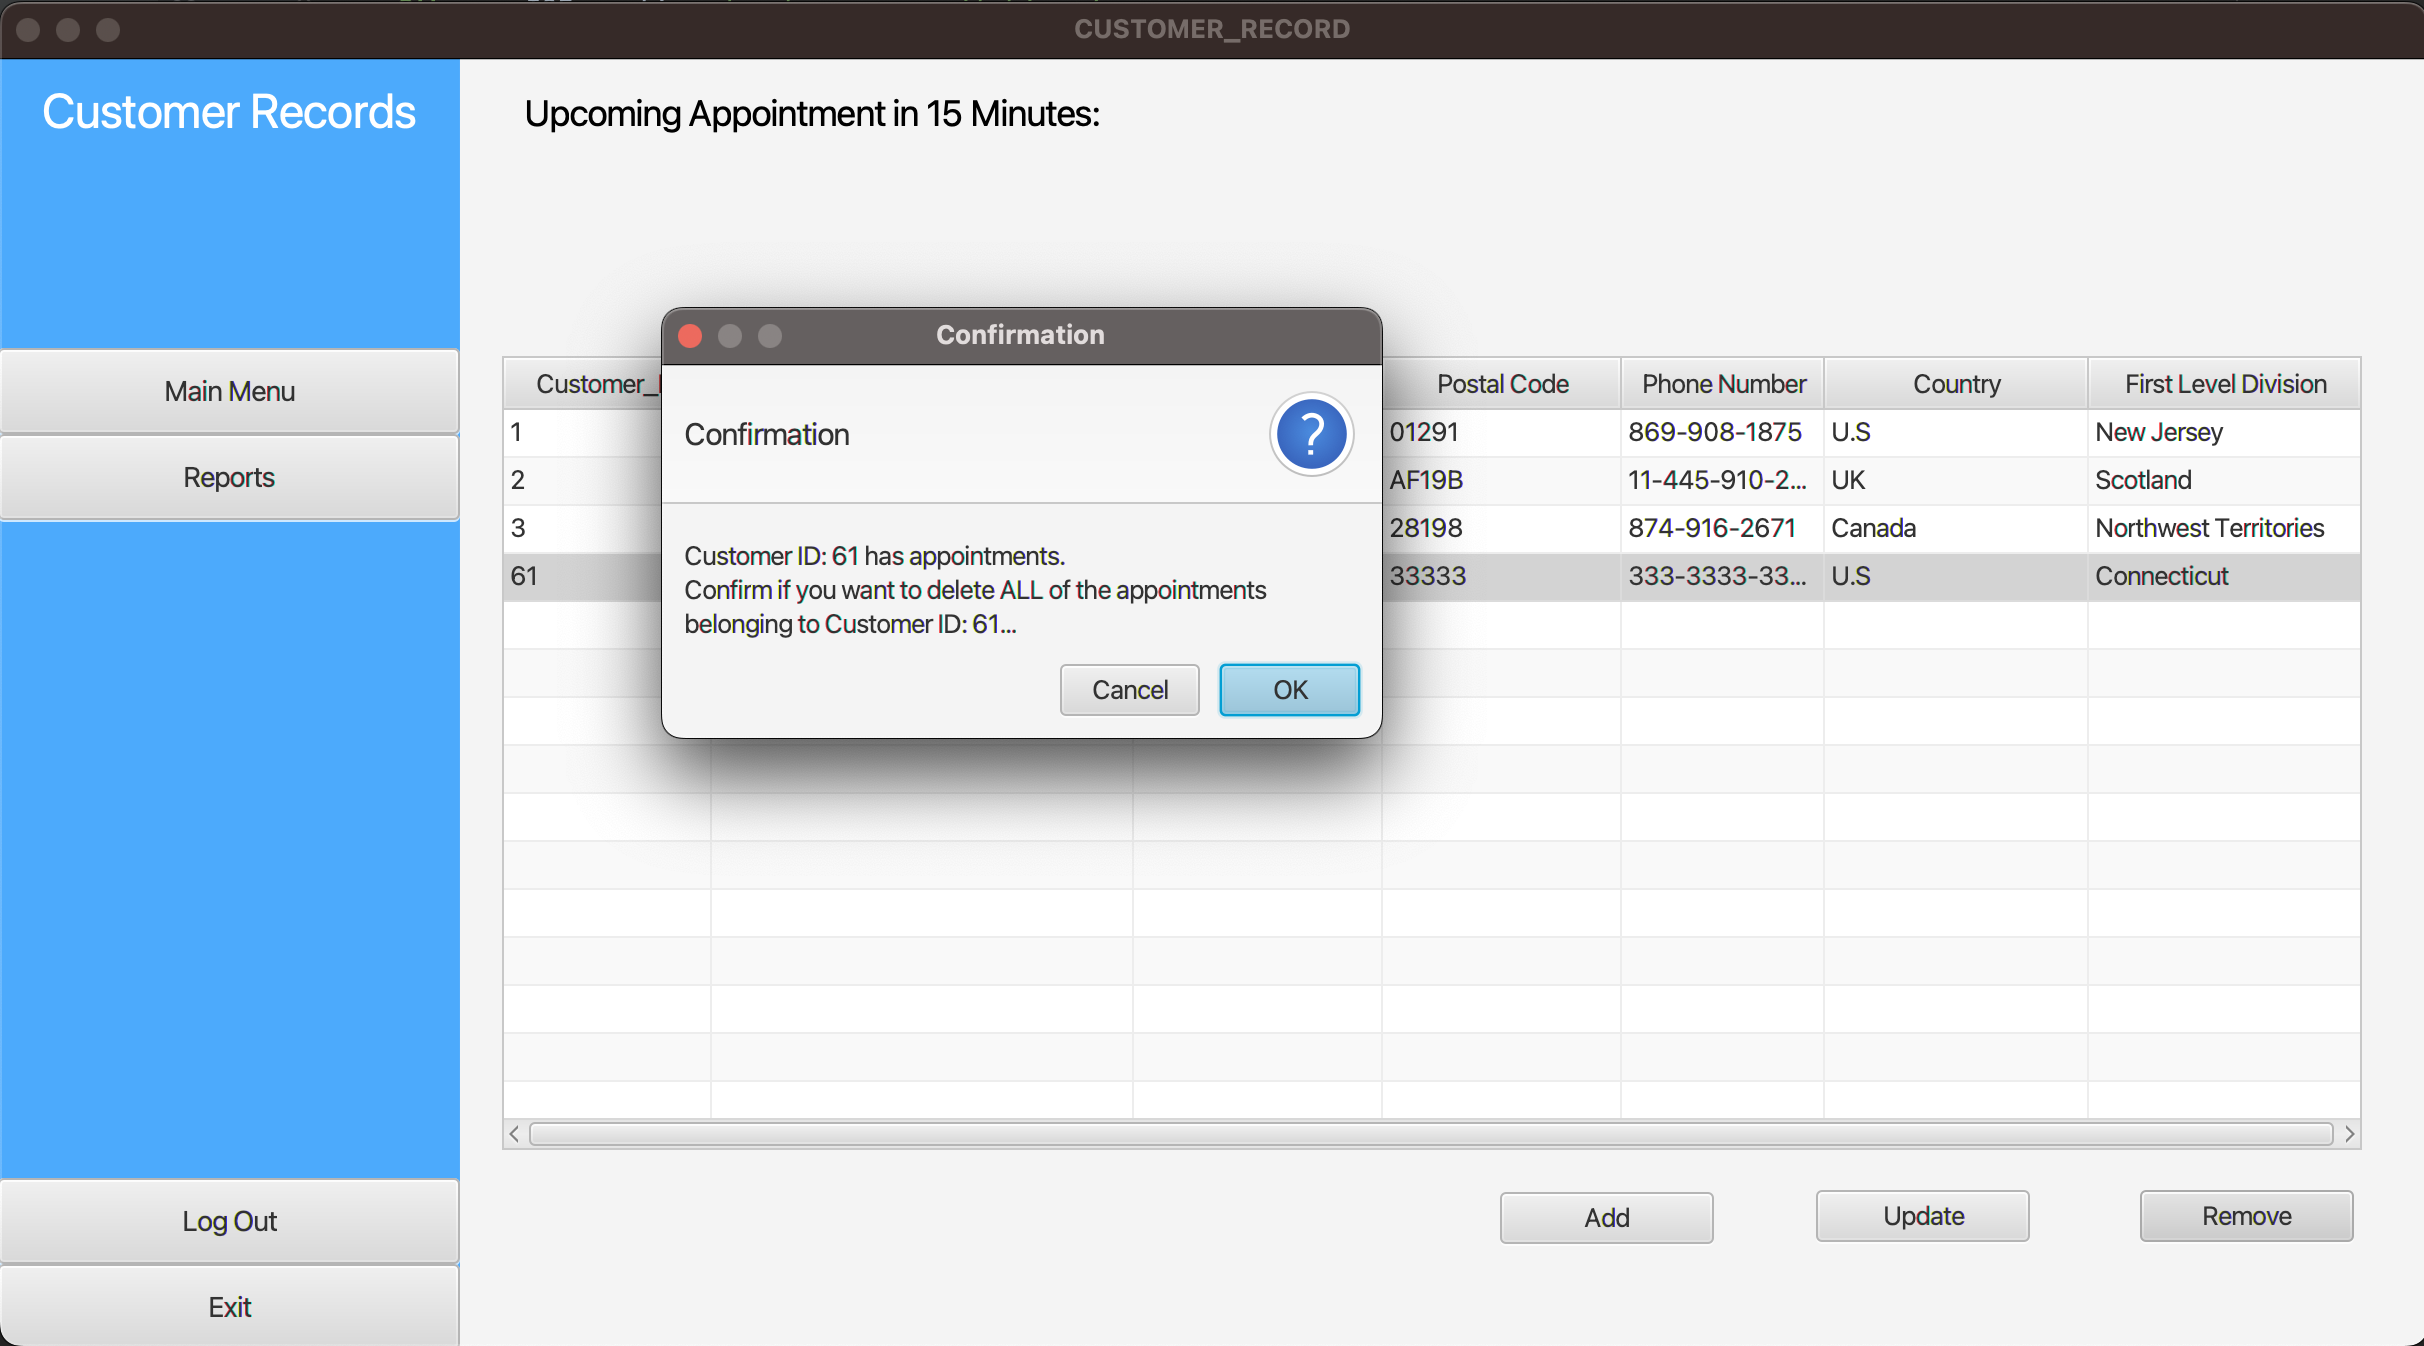 CUSTOMER_RECORD
Customer Records
Upcoming Appointment in 15 Minutes:
Main Menu
Reports
Log Out
Exit
Confirmation
Confirmation
?
Customer ID: 61 has appointments.
Confirm if you want to delete ALL of the appointments
belonging to Customer ID: 61...
Cancel OK
Customer_ Postal Code Phone Number Country First Level Division
1 01291 869-908-1875 U.S New Jersey
2 AF19B 11-445-910-2... UK Scotland
3 28198 874-916-2671 Canada Northwest Territories
61 33333 333-3333-33... U.S Connecticut
Add Update Remove